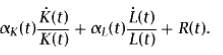 α_K(t) K̇(t)/K(t) + α_L(t) L̇(t)/L(t) + R(t).